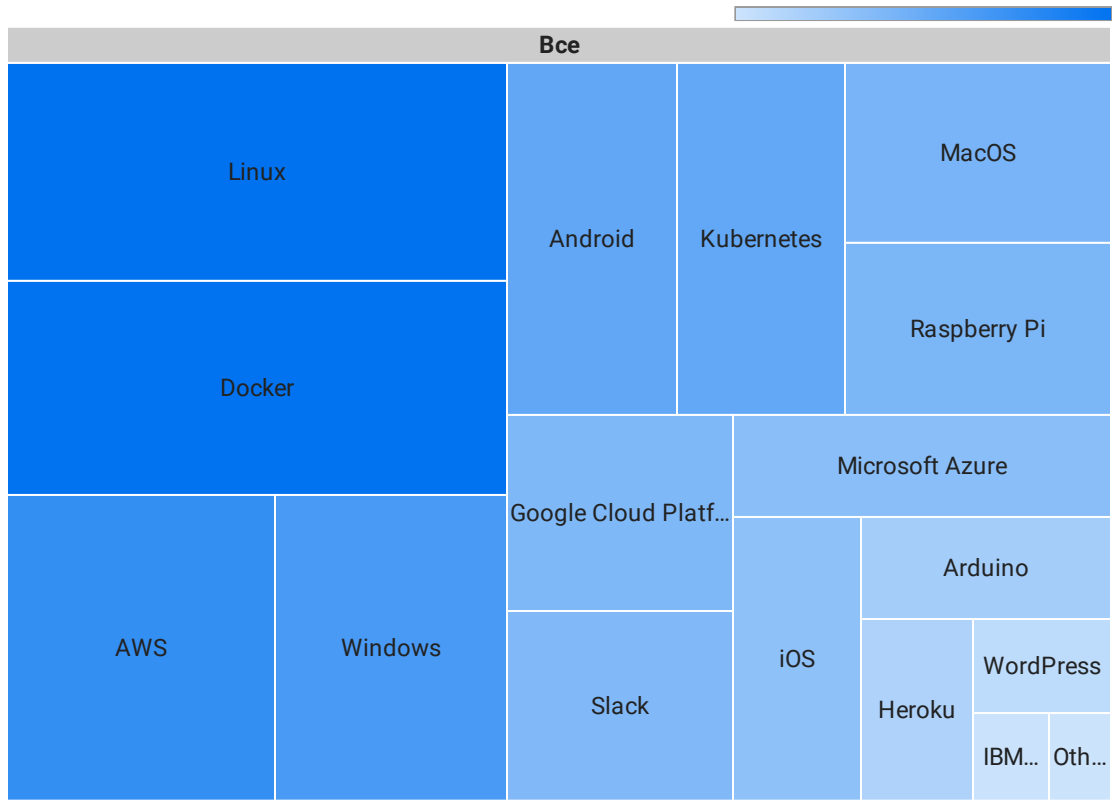 Все
Linux
Docker
AWS
Windows
Android
Kubernetes
MacOS
Raspberry Pi
Google Cloud Platf...
Slack
Microsoft Azure
iOS
Arduino
Heroku
WordPress
IBM...
Oth...